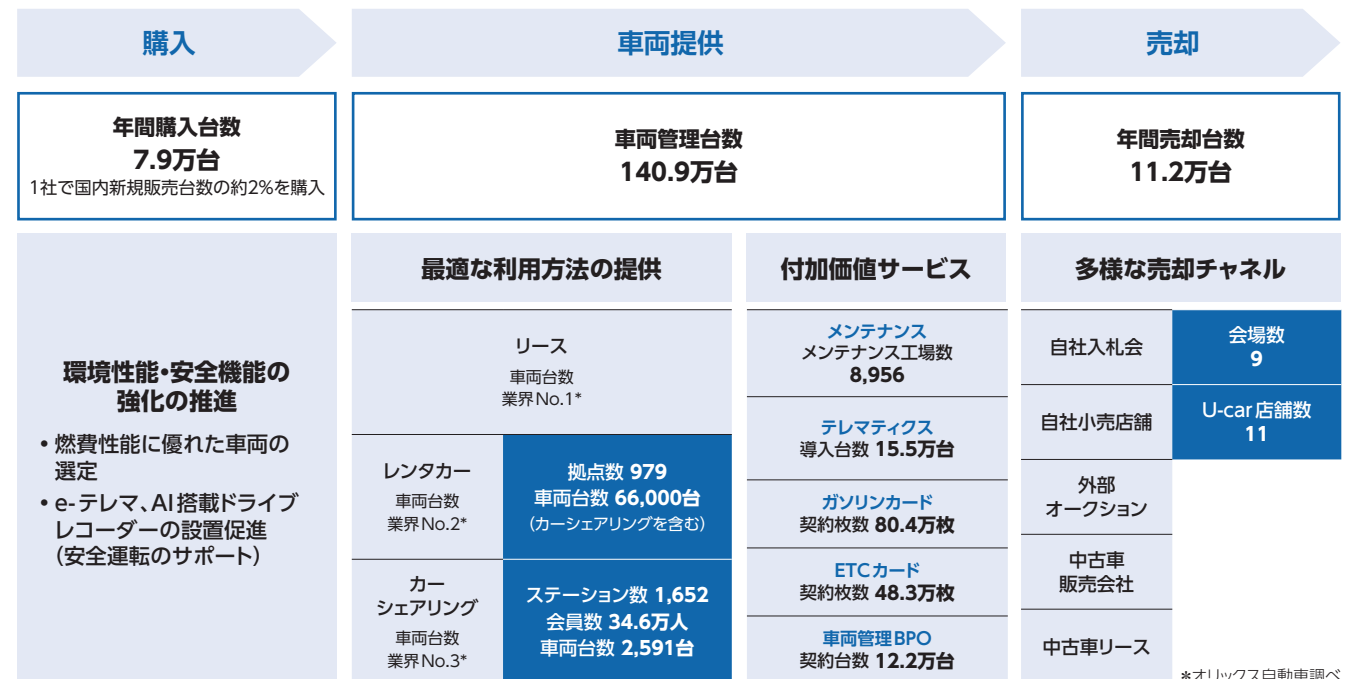 購入
車両提供
売却
年間購入台数
7.9万台
1社で国内新規販売台数の約2%を購入
車両管理台数
140.9万台
年間売却台数
11.2万台
環境性能・安全機能の
強化の推進
• 燃費性能に優れた車両の
選定
• e-テレマ、AI搭載ドライブ
レコーダーの設置促進
(安全運転のサポート)
最適な利用方法の提供
リース
車両台数
業界No.1*
レンタカー
車両台数
業界No.2*
拠点数 979
車両台数 66,000台
(カーシェアリングを含む)
カー
シェアリング
車両台数
業界No.3*
ステーション数 1,652
会員数 34.6万人
車両台数 2,591台
付加価値サービス
メンテナンス
メンテナンス工場数
8,956
テレマティクス
導入台数 15.5万台
ガソリンカード
契約枚数 80.4万枚
ETCカード
契約枚数 48.3万枚
車両管理BPO
契約台数 12.2万台
多様な売却チャネル
自社入札会
会場数
9
自社小売店舗
U-car店舗数
11
外部
オークション
中古車
販売会社
中古車リース
*オリックス自動車調べ